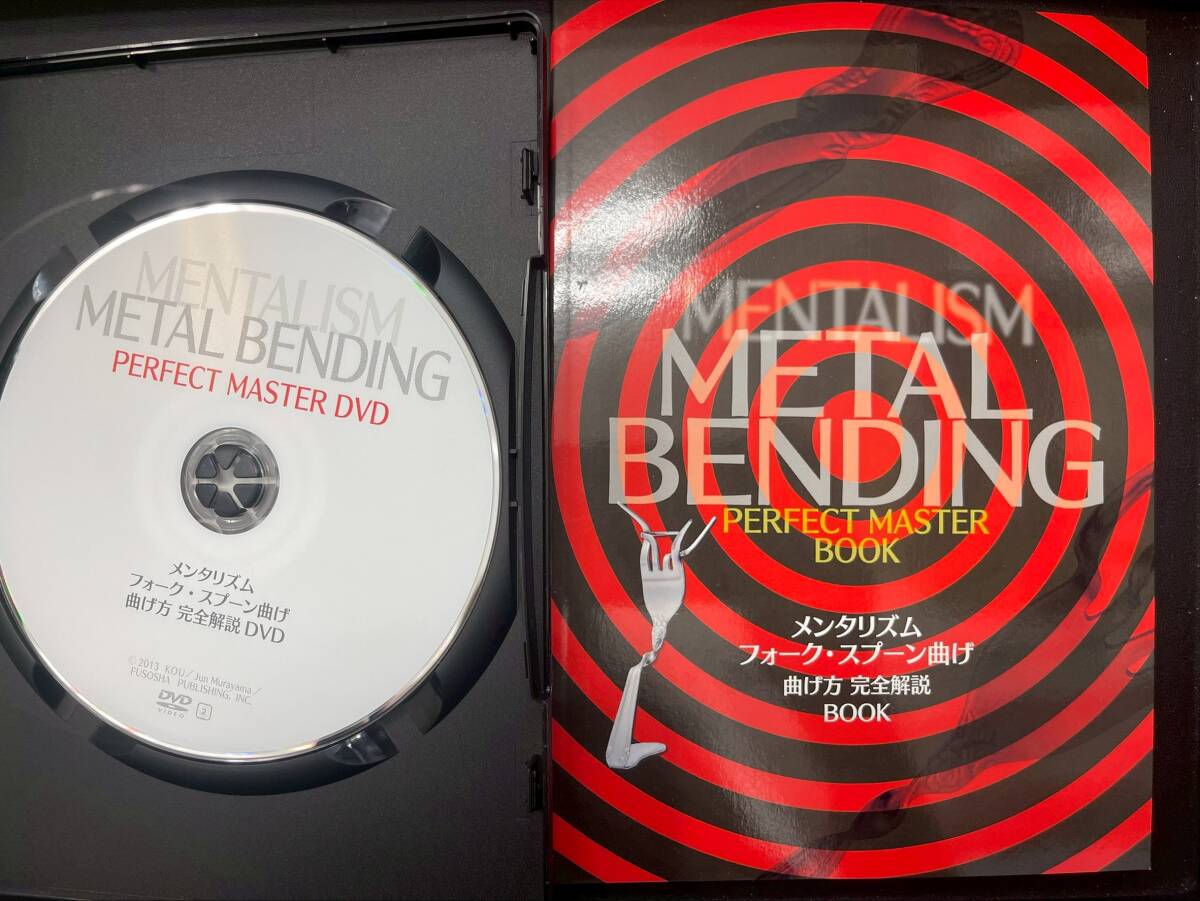 MENTALISM
METAL BENDING
PERFECT MASTER DVD
メンタリズム
フォーク・スプーン曲げ
曲げ方 完全解説 DVD
©2013 KOU/Jun Murayama/
FUSOSHA PUBLISHING, INC.
DVD
VIDEO
2
MENTALISM
METAL
BENDING
PERFECT MASTER
BOOK
メンタリズム
フォーク・スプーン曲げ
曲げ方 完全解説
BOOK